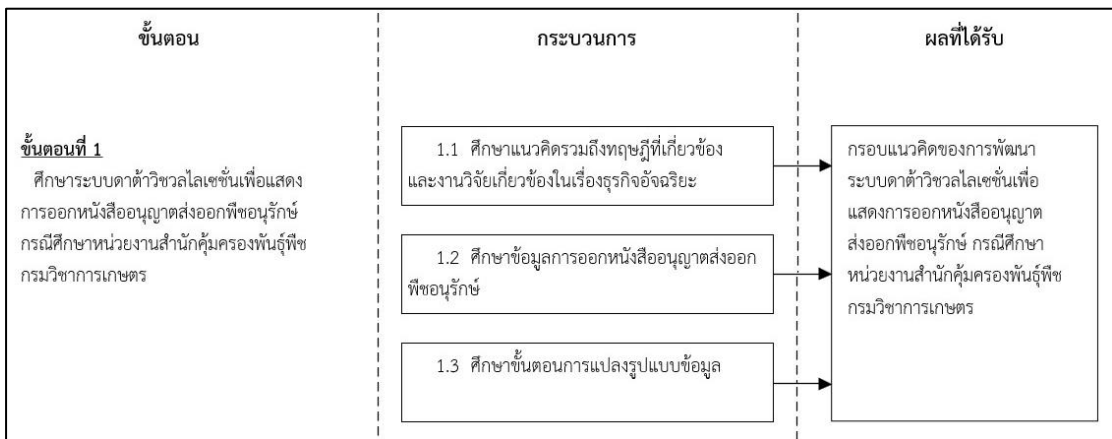 ขั้นตอน
กระบวนการ
ผลที่ได้รับ
ขั้นตอนที่ 1
ศึกษาระบบดาต้าวิชวลไลเซชั่นเพื่อแสดง
การออกหนังสืออนุญาตส่งออกพืชอนุรักษ์
กรณีศึกษาหน่วยงานสำนักคุ้มครองพันธุ์พืช
กรมวิชาการเกษตร
1.1 ศึกษาแนวคิดรวมถึงทฤษฎีที่เกี่ยวข้อง
และงานวิจัยเกี่ยวข้องในเรื่องธุรกิจอัจฉริยะ
1.2 ศึกษาข้อมูลการออกหนังสืออนุญาตส่งออก
พืชอนุรักษ์
1.3 ศึกษาขั้นตอนการแปลงรูปแบบข้อมูล
กรอบแนวคิดของการพัฒนา
ระบบดาต้าวิชวลไลเซชั่นเพื่อ
แสดงการออกหนังสืออนุญาต
ส่งออกพืชอนุรักษ์ กรณีศึกษา
หน่วยงานสำนักคุ้มครองพันธุ์พืช
กรมวิชาการเกษตร